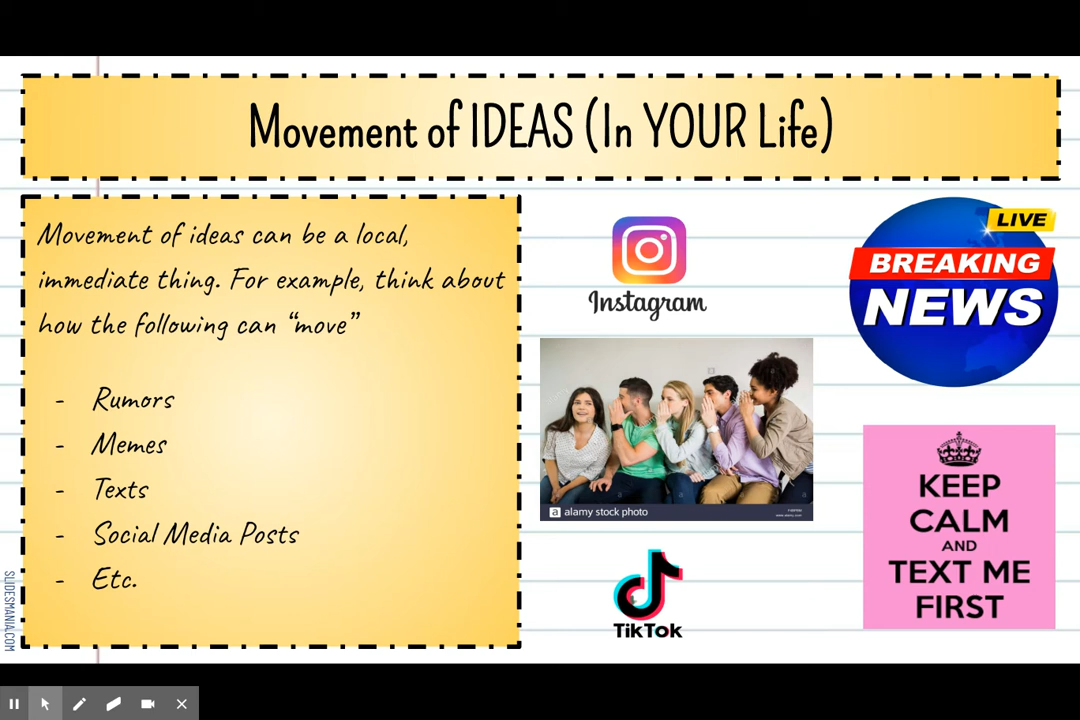 Movement of IDEAS (In YOUR Life)
Movement of ideas can be a local,
immediate thing. For example, think about
how the following can “move”
- Rumors
- Memes
- Texts
- Social Media Posts
- Etc.
Instagram
LIVE
BREAKING
NEWS
a alamy stock photo
KEEP
CALM
AND
TEXT ME
FIRST
TikTok
SLIDESMANIA.COM